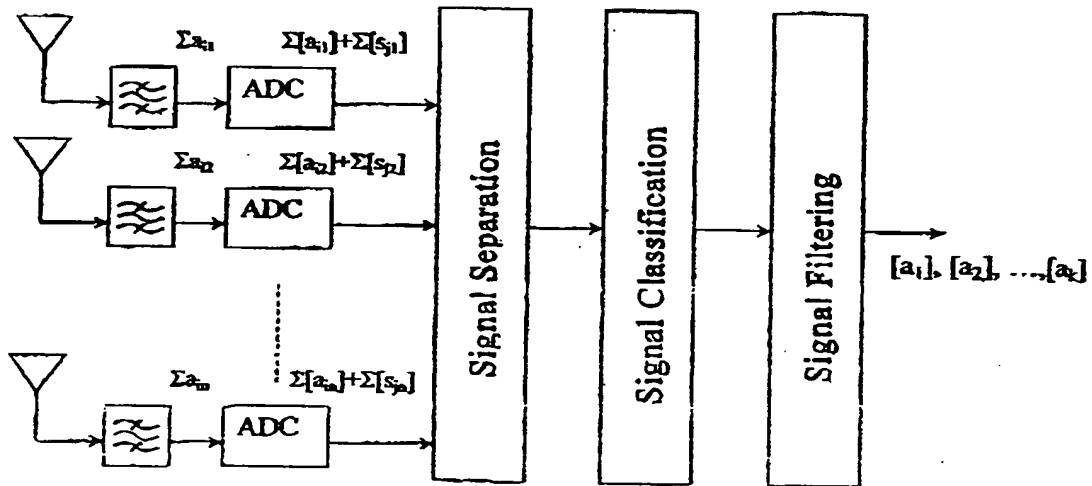 Σa_i1
Σ[a_i1]+Σ[s_j1]
ADC
Σa_i2
Σ[a_i2]+Σ[s_j2]
ADC
Σa_in
Σ[a_in]+Σ[s_jn]
ADC
Signal Separation
Signal Classification
Signal Filtering
[a_1], [a_2], ....,[a_k]